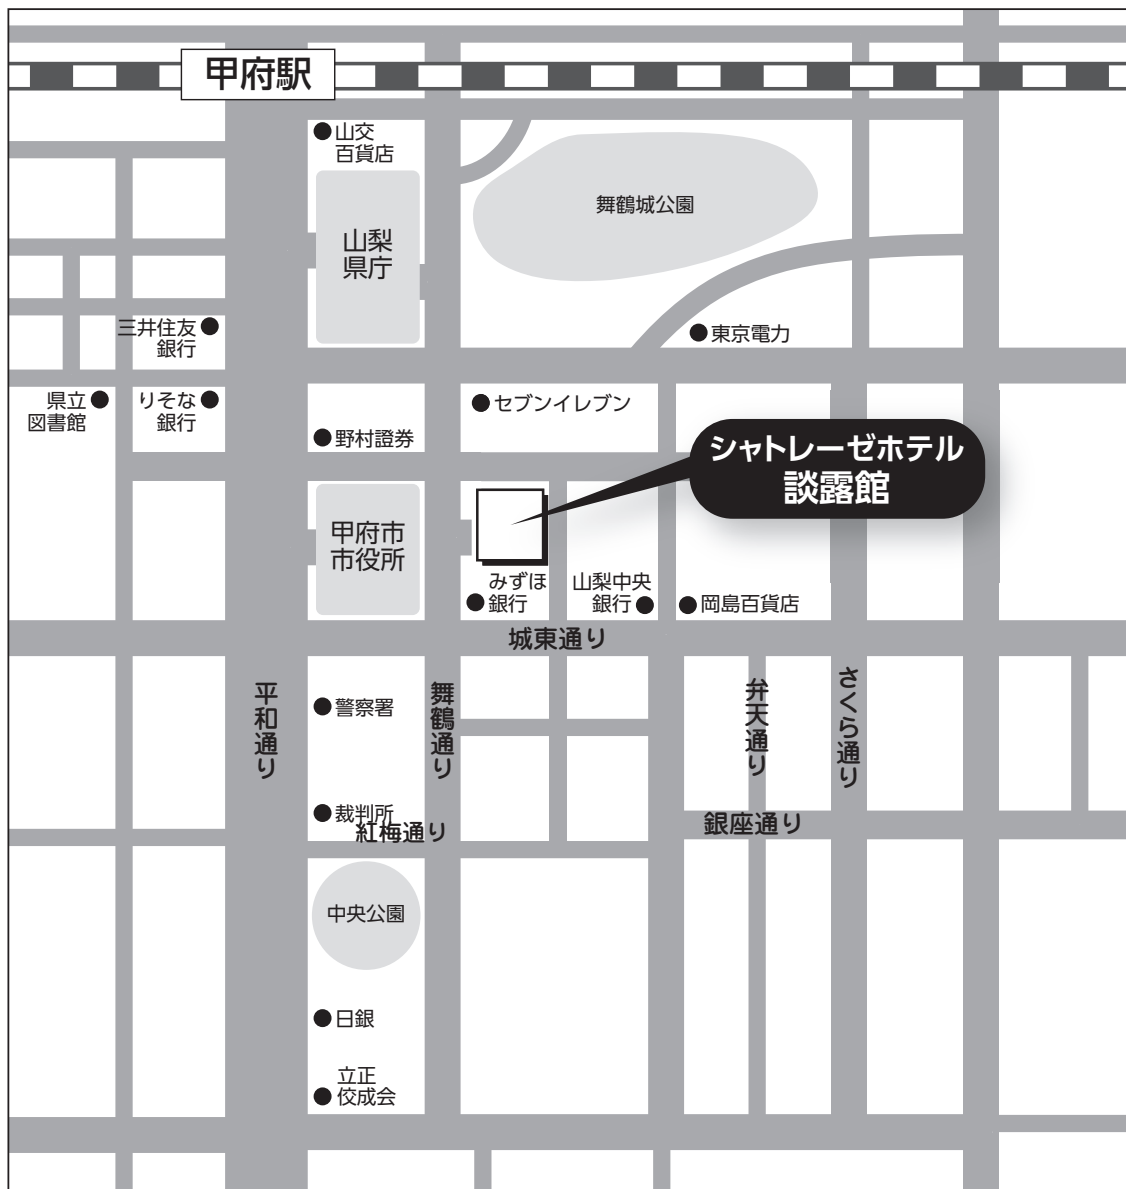 甲府駅
山交
百貨店
舞鶴城公園
山梨
県庁
三井住友
銀行
東京電力
県立
図書館
りそな
銀行
セブンイレブン
野村證券
シャトレーゼホテル
談露館
甲府市
市役所
みずほ
銀行
山梨中央
銀行
岡島百貨店
城東通り
平和通り
警察署
舞鶴通り
弁天通り
さくら通り
裁判所
紅梅通り
銀座通り
中央公園
日銀
立正
佼成会